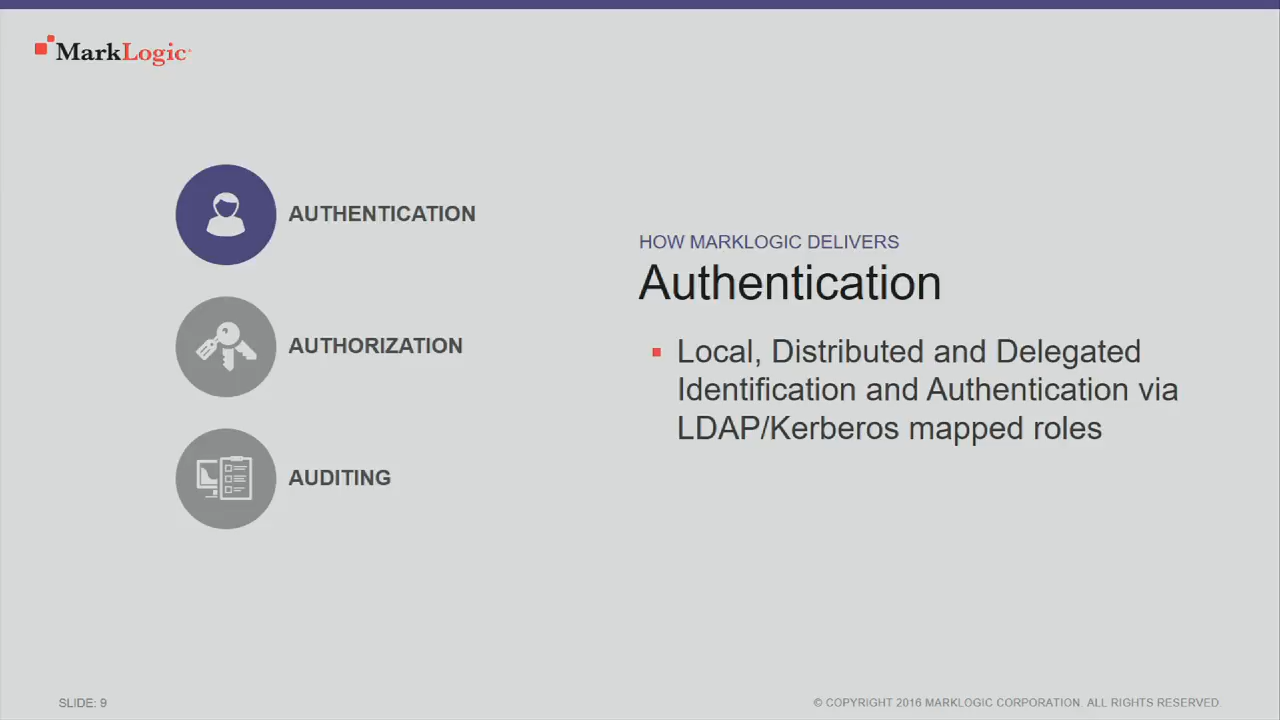 MarkLogic
AUTHENTICATION
AUTHORIZATION
AUDITING
HOW MARKLOGIC DELIVERS
Authentication
Local, Distributed and Delegated
Identification and Authentication via
LDAP/Kerberos mapped roles
SLIDE: 9
© COPYRIGHT 2016 MARKLOGIC CORPORATION. ALL RIGHTS RESERVED.